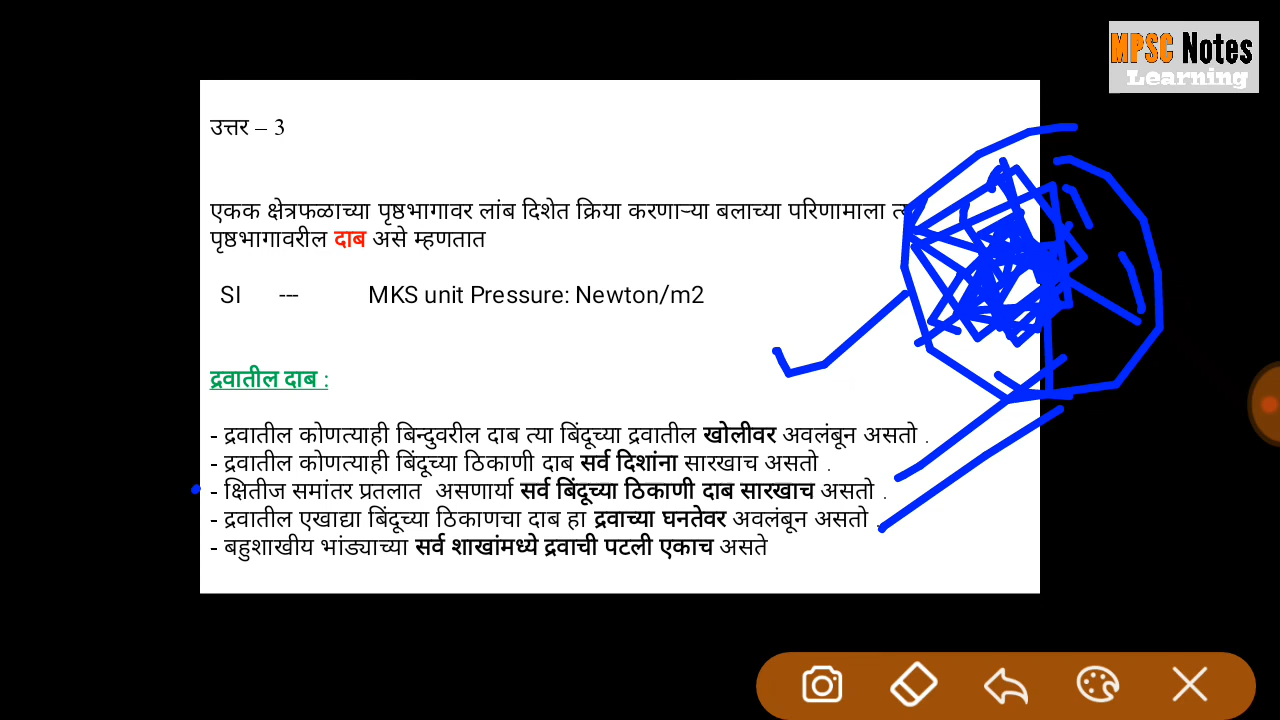 MPSC Notes
Learning
उत्तर – 3
एकक क्षेत्रफळाच्या पृष्ठभागावर लांब दिशेत क्रिया करणाऱ्या बलाच्या परिणामाला
पृष्ठभागावरील दाब असे म्हणतात
SI --- MKS unit Pressure: Newton/m2
द्रवातील दाब :
- द्रवातील कोणत्याही बिन्दुवरील दाब त्या बिंदूच्या द्रवातील खोलीवर अवलंबून असतो .
- द्रवातील कोणत्याही बिंदूच्या ठिकाणी दाब सर्व दिशांना सारखाच असतो .
- क्षितीज समांतर प्रतलात असणार्या सर्व बिंदूच्या ठिकाणी दाब सारखाच असतो .
- द्रवातील एखाद्या बिंदूच्या ठिकाणचा दाब हा द्रवाच्या घनतेवर अवलंबून असतो .
- बहुशाखीय भांड्याच्या सर्व शाखांमध्ये द्रवाची पटली एकाच असते